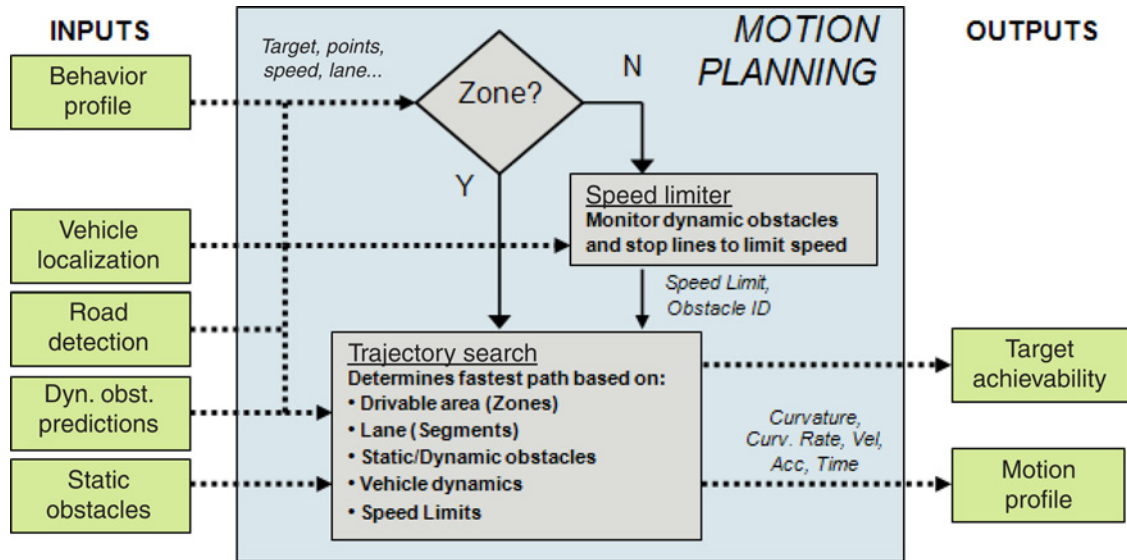 INPUTS
Behavior
profile
Vehicle
localization
Road
detection
Dyn. obst.
predictions
Static
obstacles
MOTION
PLANNING
Target, points,
speed, lane...
Zone?
N
Y
Speed limiter
Monitor dynamic obstacles
and stop lines to limit speed
Speed Limit,
Obstacle ID
Trajectory search
Determines fastest path based on:
• Drivable area (Zones)
• Lane (Segments)
• Static/Dynamic obstacles
• Vehicle dynamics
• Speed Limits
Curvature,
Curv. Rate, Vel,
Acc, Time
OUTPUTS
Target
achievability
Motion
profile